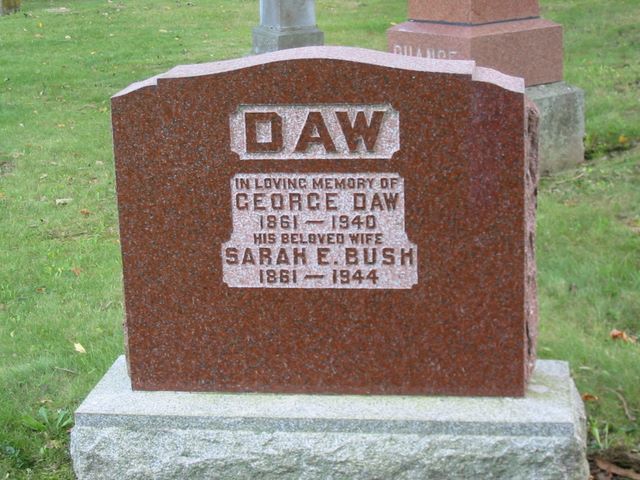 DAW
IN LOVING MEMORY OF
GEORGE DAW
1861 — 1940
HIS BELOVED WIFE
SARAH E. BUSH
1861 — 1944